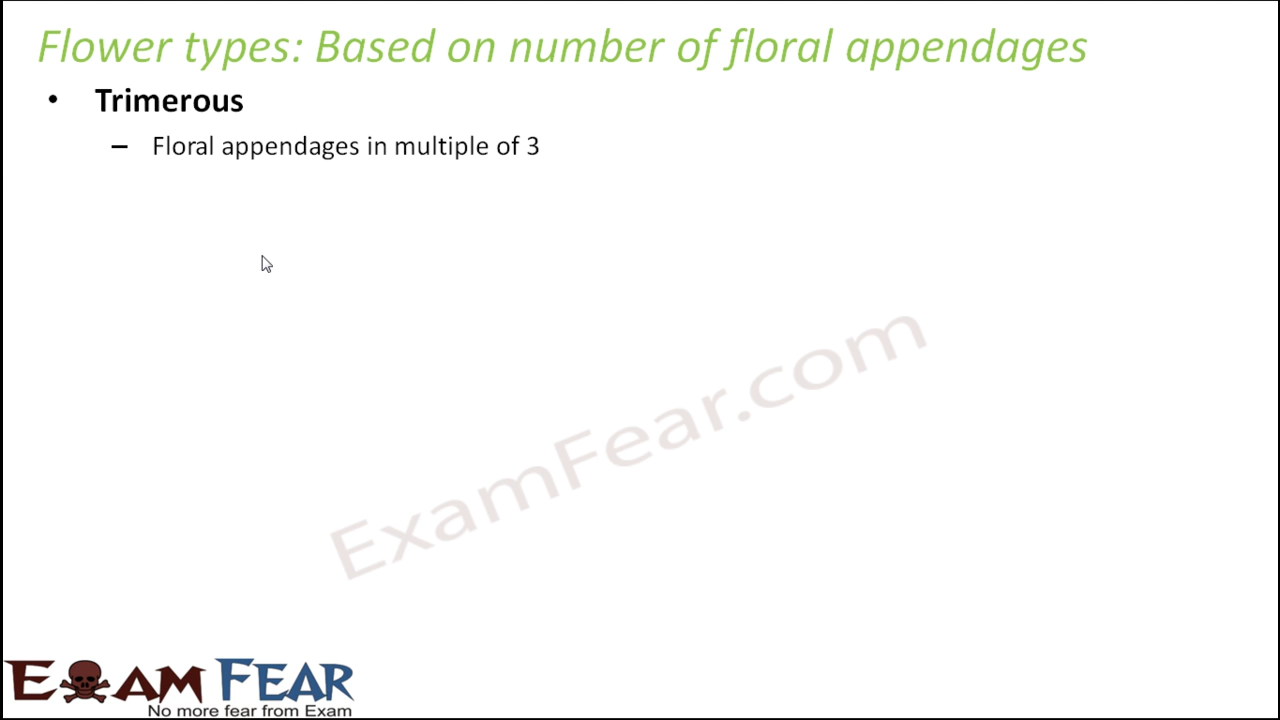 Flower types: Based on number of floral appendages
• Trimerous
– Floral appendages in multiple of 3
ExamFear.com
EXAM FEAR
No more fear from Exam